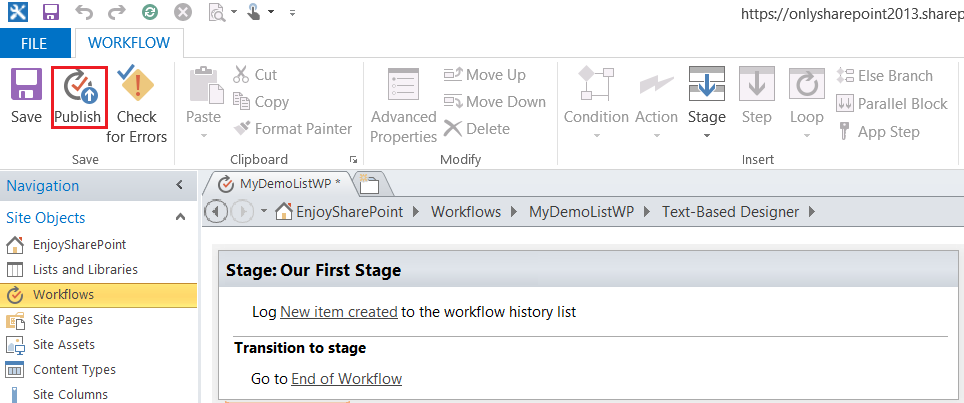 https://onlysharepoint2013.sharep
FILE WORKFLOW
Save Publish Check for Errors Paste Cut Copy Format Painter Advanced Properties Move Up Move Down Delete Condition Action Stage Step Loop Else Branch Parallel Block App Step
Save Clipboard Modify Insert
Navigation
MyDemoListWP *
Site Objects
EnjoySharePoint Workflows MyDemoListWP Text-Based Designer
EnjoySharePoint
Lists and Libraries
Workflows
Site Pages
Site Assets
Content Types
Site Columns
Stage: Our First Stage
Log New item created to the workflow history list
Transition to stage
Go to End of Workflow